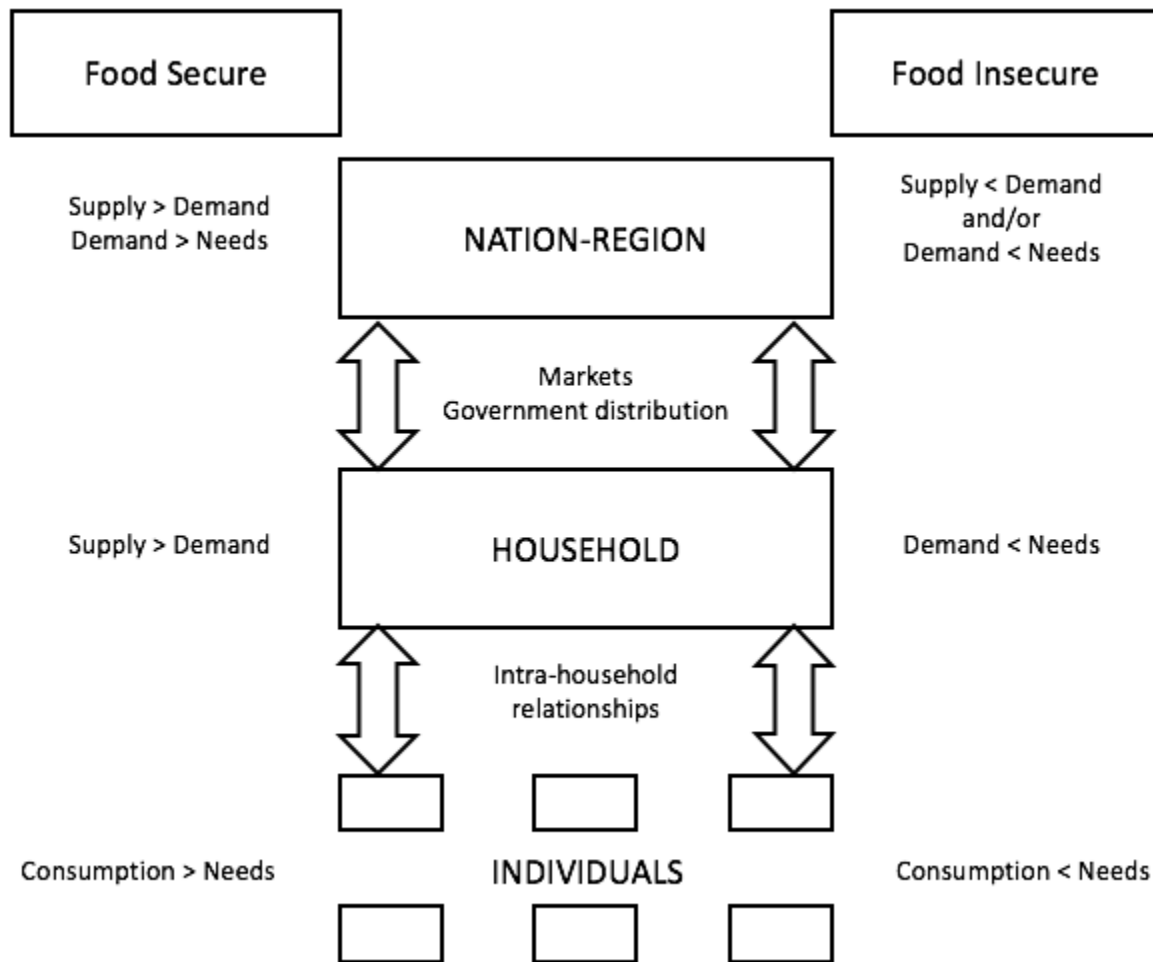 Food Secure
Food Insecure
Supply > Demand
Demand > Needs
NATION-REGION
Supply < Demand
and/or
Demand < Needs
Markets
Government distribution
Supply > Demand
HOUSEHOLD
Demand < Needs
Intra-household
relationships
Consumption > Needs
INDIVIDUALS
Consumption < Needs